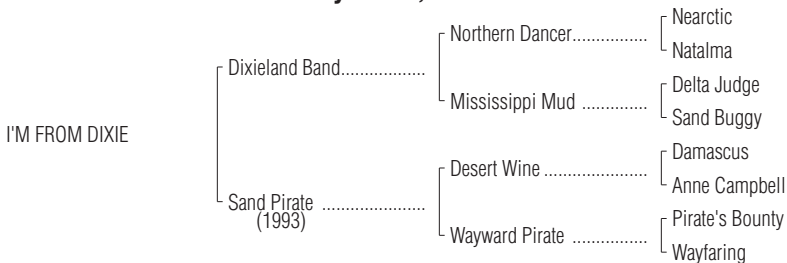 Nearctic
Northern Dancer................
Natalma
Dixieland Band..................
Delta Judge
Mississippi Mud ..............
Sand Buggy
I'M FROM DIXIE
Damascus
Desert Wine ......................
Anne Campbell
Sand Pirate ......................
(1993)
Pirate's Bounty
Wayward Pirate ................
Wayfaring